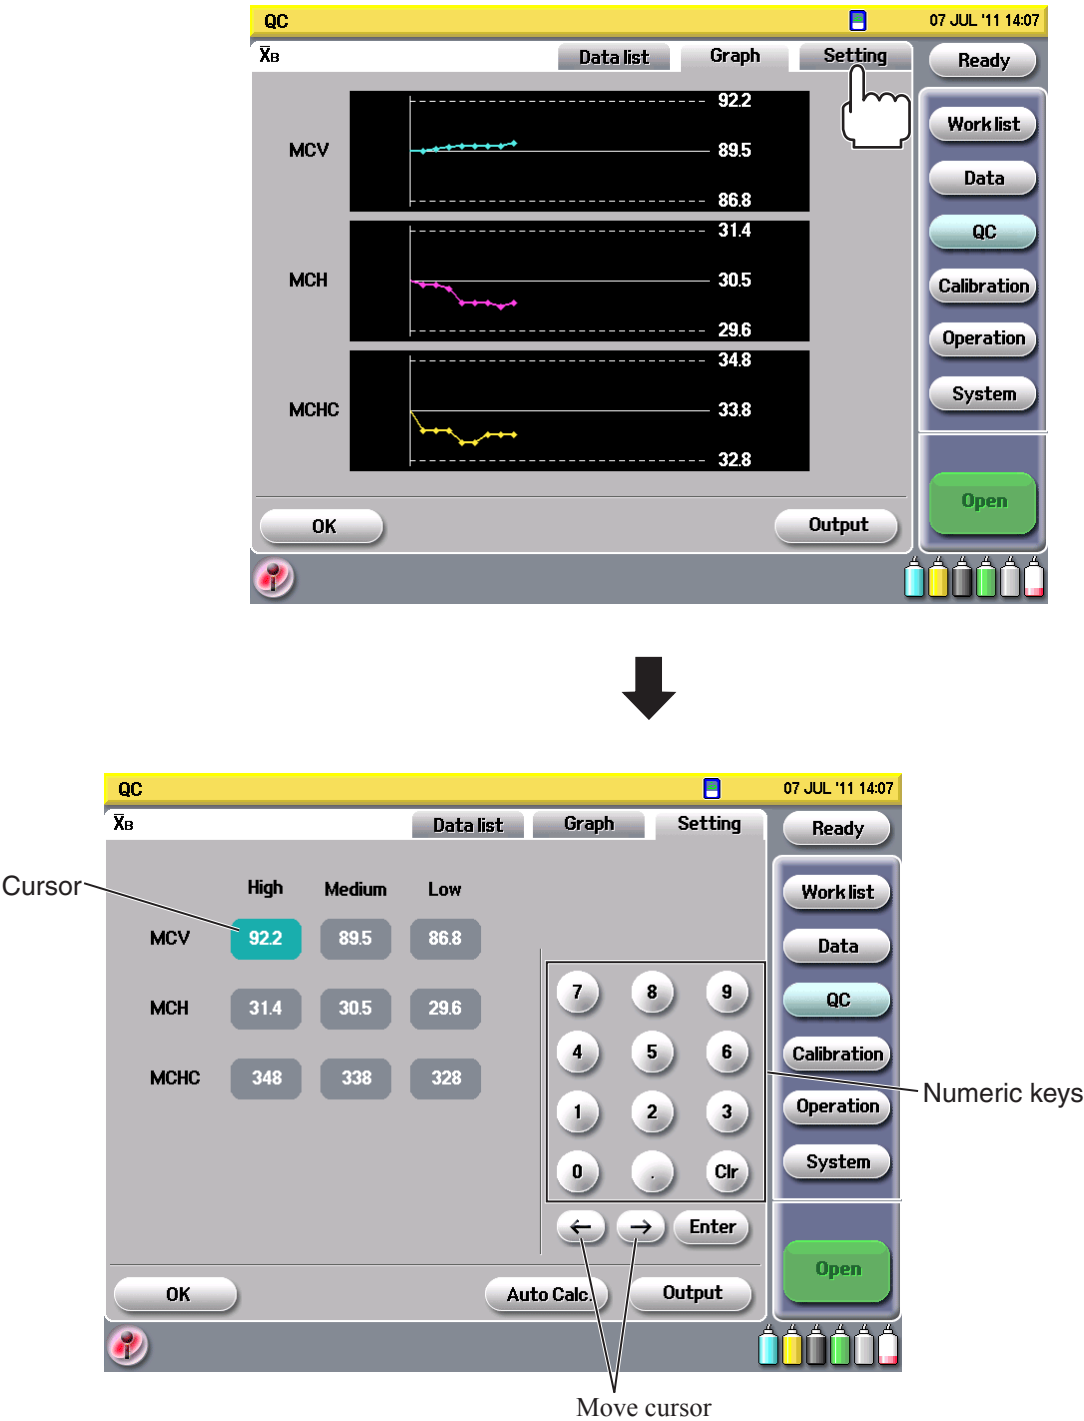 QC 07 JUL '11 14:07
X̅B Data list Graph Setting Ready
92.2
MCV 89.5
86.8
31.4
MCH 30.5
29.6
34.8
MCHC 33.8
32.8
Work list
Data
QC
Calibration
Operation
System
Open
OK Output
QC 07 JUL '11 14:07
X̅B Data list Graph Setting Ready
Cursor
High Medium Low
MCV 92.2 89.5 86.8
MCH 31.4 30.5 29.6
MCHC 348 338 328
7 8 9
4 5 6
1 2 3
0 . Clr
← → Enter
Numeric keys
Work list
Data
QC
Calibration
Operation
System
Open
OK Auto Calc. Output
Move cursor